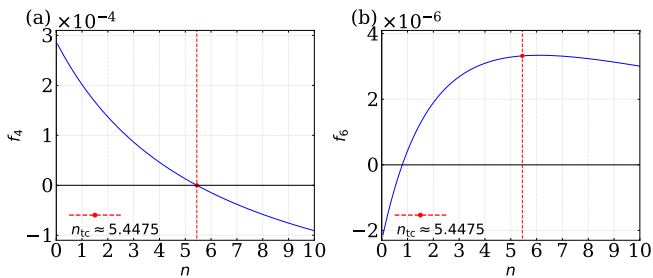 (a) ×10⁻⁴
3
2
1
0
−1
f₄
0 1 2 3 4 5 6 7 8 9 10
n
n_tc ≈ 5.4475
(b) ×10⁻⁶
4
2
0
−2
f₆
0 1 2 3 4 5 6 7 8 9 10
n
n_tc ≈ 5.4475